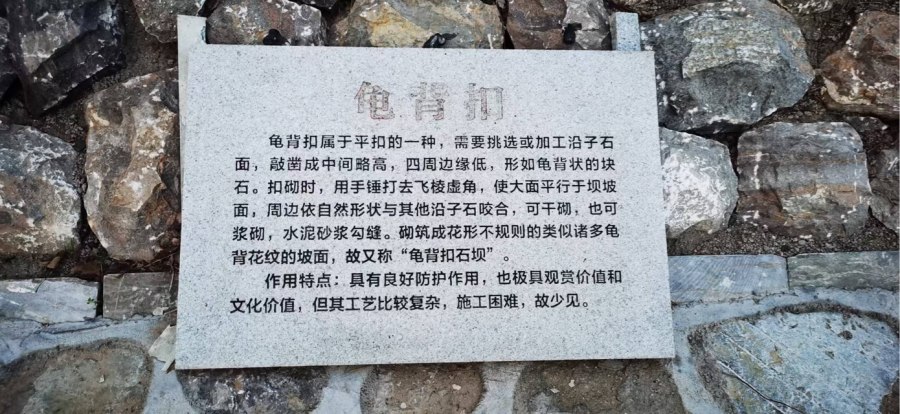 龟背扣
龟背扣属于平扣的一种，需要挑选或加工沿子石
面，敲凿成中间略高，四周边缘低，形如龟背状的块
石。扣砌时，用手锤打去飞棱虚角，使大面平行于坝坡
面，周边依自然形状与其他沿子石咬合，可干砌，也可
浆砌，水泥砂浆勾缝。砌筑成花形不规则的类似诸多龟
背花纹的坡面，故又称“龟背扣石坝”。
作用特点：具有良好防护作用，也极具观赏价值和
文化价值，但其工艺比较复杂，施工困难，故少见。